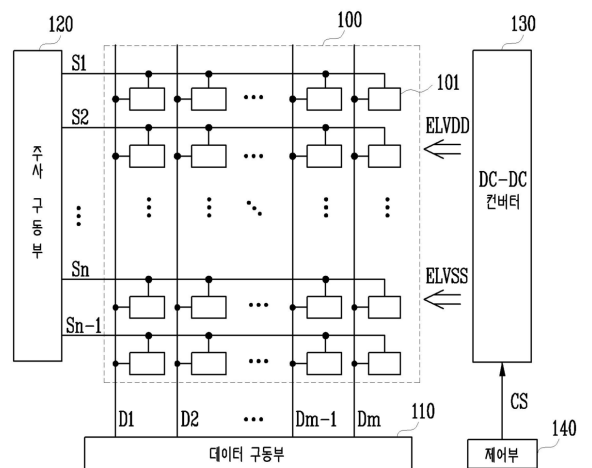 120
100
130
S1
101
S2
ELVDD
주사 구동부
DC-DC
컨버터
Sn
ELVSS
Sn-1
CS
D1
D2
Dm-1
Dm
110
140
데이터 구동부
제어부